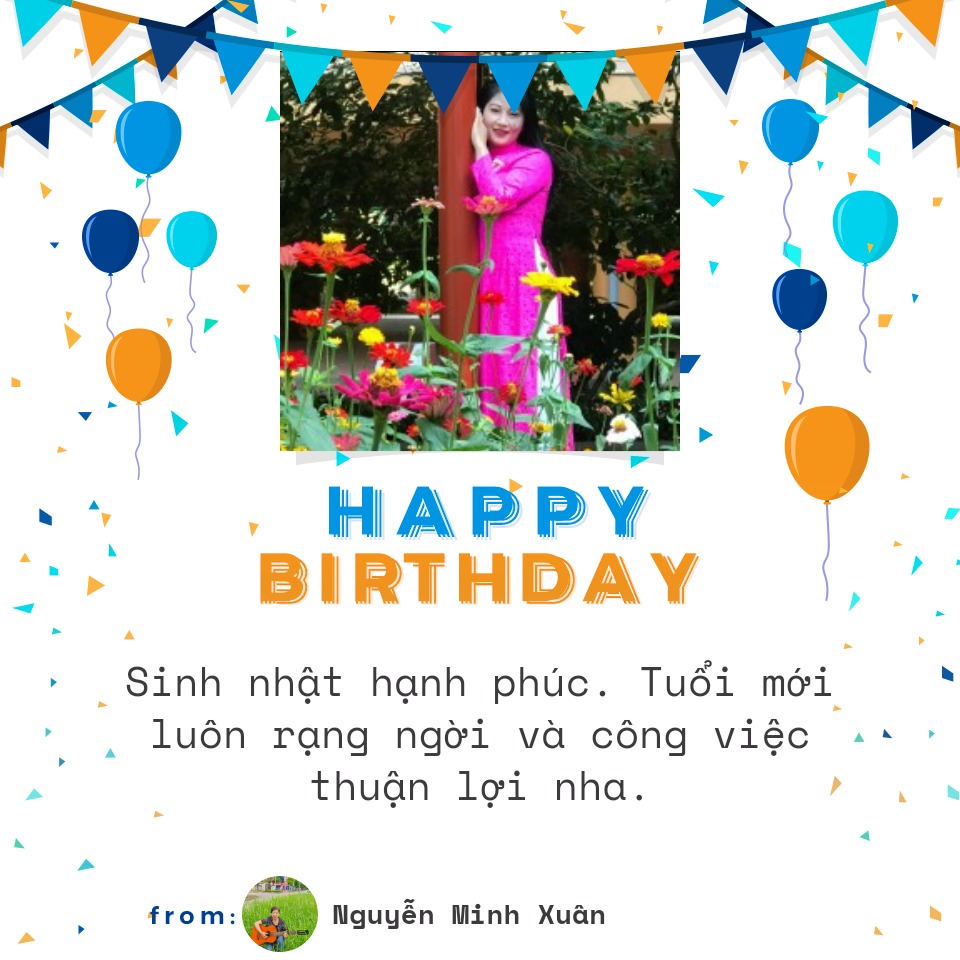 HAPPY
BIRTHDAY
Sinh nhật hạnh phúc. Tuổi mới
luôn rạng ngời và công việc
thuận lợi nha.
from: Nguyễn Minh Xuân